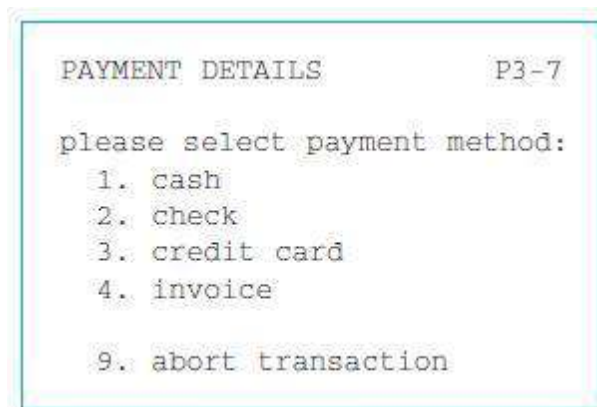 PAYMENT DETAILS P3-7
please select payment method:
1. cash
2. check
3. credit card
4. invoice
9. abort transaction